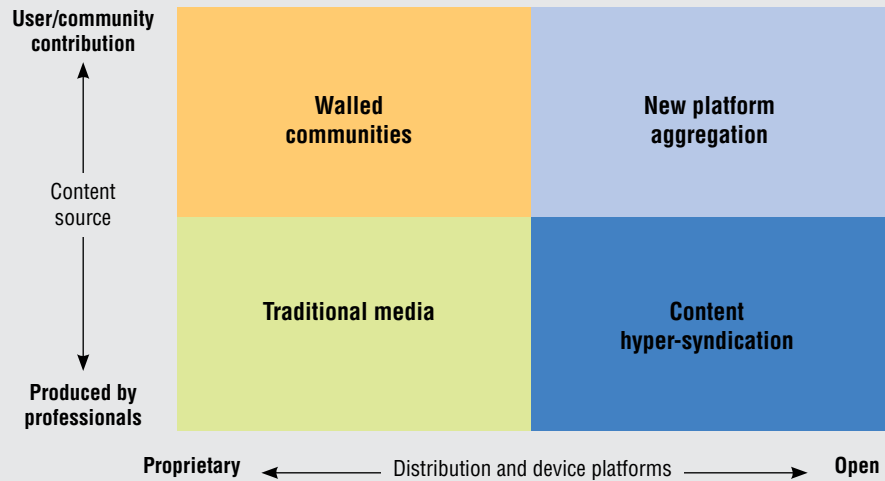 User/community
contribution
Walled
communities
New platform
aggregation
Content
source
Traditional media
Content
hyper-syndication
Produced by
professionals
Proprietary
Distribution and device platforms
Open